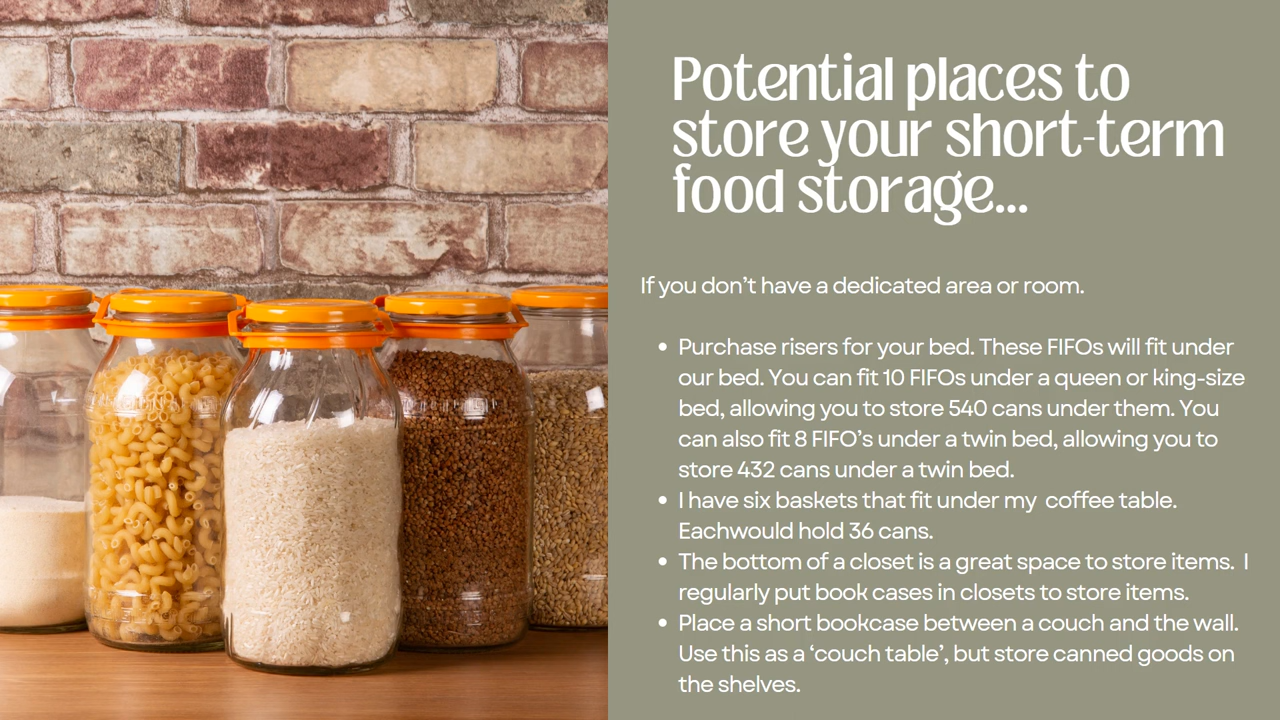 Potential places to
store your short-term
food storage...
If you don't have a dedicated area or room.
• Purchase risers for your bed. These FIFOs will fit under
our bed. You can fit 10 FIFOs under a queen or king-size
bed, allowing you to store 540 cans under them. You
can also fit 8 FIFO's under a twin bed, allowing you to
store 432 cans under a twin bed.
• I have six baskets that fit under my  coffee table.
Eachwould hold 36 cans.
• The bottom of a closet is a great space to store items.  I
regularly put book cases in closets to store items.
• Place a short bookcase between a couch and the wall.
Use this as a ‘couch table’, but store canned goods on
the shelves.